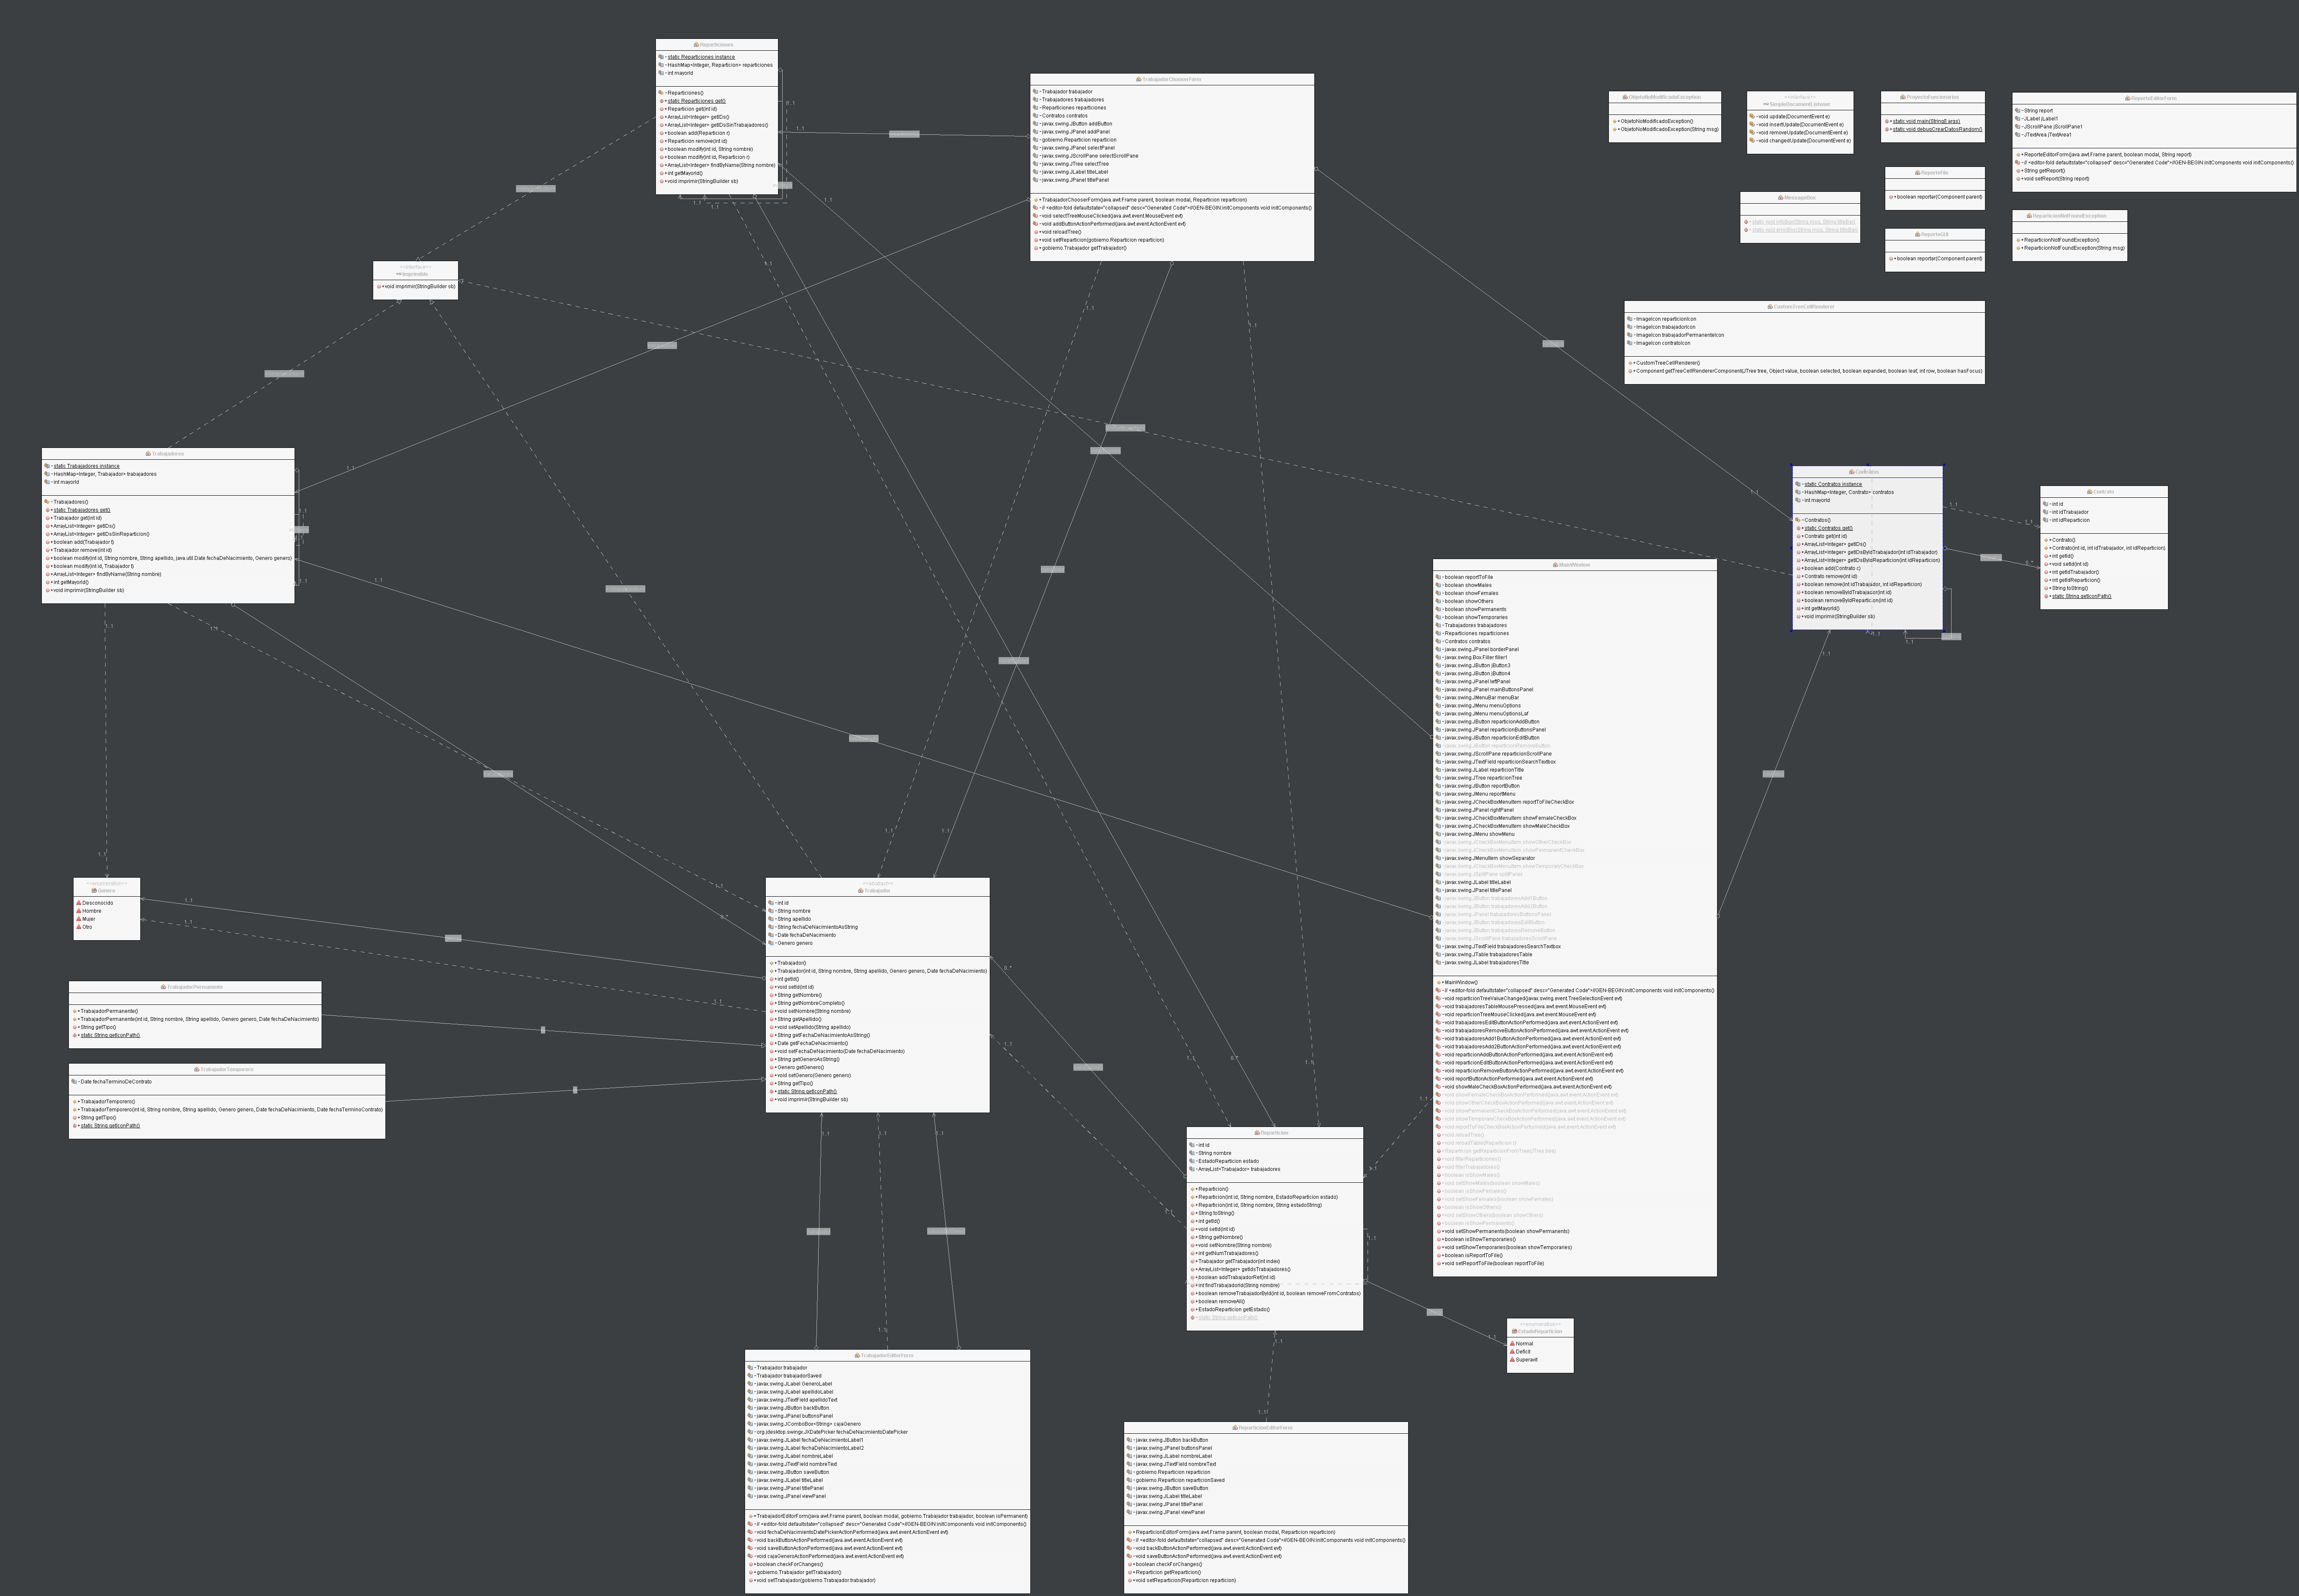 Reparticiones
-static Reparticiones instance
-HashMap<Integer, Reparticion> reparticiones
-int mayorId
-Reparticiones()
+static Reparticiones get()
+Reparticion get(int id)
+ArrayList<Integer> getIDs()
+ArrayList<Integer> getIDsSinTrabajadores()
+boolean add(Reparticion r)
+Reparticion remove(int id)
+boolean modify(int id, String nombre)
+boolean modify(int id, Reparticion r)
+ArrayList<Integer> findByName(String nombre)
+int getMayorId()
+void imprimir(StringBuilder sb)
TrabajadorChooserForm
-Trabajador trabajador
-Trabajadores trabajadores
-Reparticiones reparticiones
-Contratos contratos
-javax.swing.JButton addButton
-javax.swing.JPanel addPanel
-gobierno.Reparticion reparticion
-javax.swing.JPanel selectPanel
-javax.swing.JScrollPane selectScrollPane
-javax.swing.JTree selectTree
-javax.swing.JLabel titleLabel
-javax.swing.JPanel titlePanel
+TrabajadorChooserForm(java.awt.Frame parent, boolean modal, Reparticion reparticion)
-// <editor-fold defaultstate="collapsed" desc="Generated Code">//GEN-BEGIN:initComponents void initComponents()
-void selectTreeMouseClicked(java.awt.event.MouseEvent evt)
-void addButtonActionPerformed(java.awt.event.ActionEvent evt)
+void reloadTree()
+void setReparticion(gobierno.Reparticion reparticion)
+gobierno.Trabajador getTrabajador()
ObjetoNoModificadoException
+ObjetoNoModificadoException()
+ObjetoNoModificadoException(String msg)
<<interface>>
SimpleDocumentListener
~void update(DocumentEvent e)
~void insertUpdate(DocumentEvent e)
~void removeUpdate(DocumentEvent e)
~void changedUpdate(DocumentEvent e)
ProyectoFuncionarios
+static void main(String[] args)
+static void debugCrearDatosRandom()
ReporteEditorForm
-String report
-JLabel jLabel1
-JScrollPane jScrollPane1
-JTextArea jTextArea1
+ReporteEditorForm(java.awt.Frame parent, boolean modal, String report)
-// <editor-fold defaultstate="collapsed" desc="Generated Code">//GEN-BEGIN:initComponents void initComponents()
+String getReport()
+void setReport(String report)
ReporteFile
+boolean reportar(Component parent)
MessageBox
+static void infoBox(String msg, String titleBar)
+static void errorBox(String msg, String titleBar)
ReparticionNotFoundException
+ReparticionNotFoundException()
+ReparticionNotFoundException(String msg)
ReporteGUI
+boolean reportar(Component parent)
<<interface>>
Imprimible
+void imprimir(StringBuilder sb)
CustomTreeCellRenderer
-ImageIcon reparticionIcon
-ImageIcon trabajadorIcon
-ImageIcon trabajadorPermanenteIcon
-ImageIcon contratoIcon
+CustomTreeCellRenderer()
+Component getTreeCellRendererComponent(JTree tree, Object value, boolean selected, boolean expanded, boolean leaf, int row, boolean hasFocus)
Trabajadores
-static Trabajadores instance
-HashMap<Integer, Trabajador> trabajadores
-int mayorId
-Trabajadores()
+static Trabajadores get()
+Trabajador get(int id)
+ArrayList<Integer> getIDs()
+ArrayList<Integer> getIDsSinReparticion()
+boolean add(Trabajador t)
+Trabajador remove(int id)
+boolean modify(int id, String nombre, String apellido, java.util.Date fechaDeNacimiento, Genero genero)
+boolean modify(int id, Trabajador t)
+ArrayList<Integer> findByName(String nombre)
+int getMayorId()
+void imprimir(StringBuilder sb)
Contratos
-static Contratos instance
-HashMap<Integer, Contrato> contratos
-int mayorId
-Contratos()
+static Contratos get()
+Contrato get(int id)
+ArrayList<Integer> getIDs()
+ArrayList<Integer> getIDsByIdTrabajador(int idTrabajador)
+ArrayList<Integer> getIDsByIdReparticion(int idReparticion)
+boolean add(Contrato c)
+Contrato remove(int id)
+boolean remove(int idTrabajador, int idReparticion)
+boolean removeByIdTrabajador(int id)
+boolean removeByIdReparticion(int id)
+int getMayorId()
+void imprimir(StringBuilder sb)
Contrato
-int id
-int idTrabajador
-int idReparticion
+Contrato()
+Contrato(int id, int idTrabajador, int idReparticion)
+int getId()
+void setId(int id)
+int getIdTrabajador()
+int getIdReparticion()
+String toString()
+static String getIconPath()
MainWindow
-boolean reportToFile
-boolean showMales
-boolean showFemales
-boolean showOthers
-boolean showPermanents
-boolean showTemporaries
-Trabajadores trabajadores
-Reparticiones reparticiones
-Contratos contratos
-javax.swing.JPanel borderPanel
-javax.swing.Box.Filler filler1
-javax.swing.JButton jButton3
-javax.swing.JButton jButton4
-javax.swing.JPanel leftPanel
-javax.swing.JPanel mainButtonsPanel
-javax.swing.JMenuBar menuBar
-javax.swing.JMenu menuOptions
-javax.swing.JMenu menuOptionsLaf
-javax.swing.JButton reparticionAddButton
-javax.swing.JPanel reparticionButtonsPanel
-javax.swing.JButton reparticionEditButton
-javax.swing.JButton reparticionRemoveButton
-javax.swing.JScrollPane reparticionScrollPane
-javax.swing.JTextField reparticionSearchTextbox
-javax.swing.JLabel reparticionTitle
-javax.swing.JTree reparticionTree
-javax.swing.JButton reportButton
-javax.swing.JMenu reportMenu
-javax.swing.JCheckBoxMenuItem reportToFileCheckBox
-javax.swing.JPanel rightPanel
-javax.swing.JCheckBoxMenuItem showFemaleCheckBox
-javax.swing.JCheckBoxMenuItem showMaleCheckBox
-javax.swing.JMenu showMenu
-javax.swing.JCheckBoxMenuItem showOtherCheckBox
-javax.swing.JCheckBoxMenuItem showPermanentCheckBox
-javax.swing.JMenuItem showSeparator
-javax.swing.JCheckBoxMenuItem showTemporaryCheckBox
-javax.swing.JSplitPane splitPanel
-javax.swing.JLabel titleLabel
-javax.swing.JPanel titlePanel
-javax.swing.JButton trabajadoresAdd1Button
-javax.swing.JButton trabajadoresAdd2Button
-javax.swing.JPanel trabajadoresButtonsPanel
-javax.swing.JButton trabajadoresEditButton
-javax.swing.JButton trabajadoresRemoveButton
-javax.swing.JScrollPane trabajadoresScrollPane
-javax.swing.JTextField trabajadoresSearchTextbox
-javax.swing.JTable trabajadoresTable
-javax.swing.JLabel trabajadoresTitle
+MainWindow()
-// <editor-fold defaultstate="collapsed" desc="Generated Code">//GEN-BEGIN:initComponents void initComponents()
-void reparticionTreeValueChanged(javax.swing.event.TreeSelectionEvent evt)
-void trabajadoresTableMousePressed(java.awt.event.MouseEvent evt)
-void reparticionTreeMouseClicked(java.awt.event.MouseEvent evt)
-void trabajadoresEditButtonActionPerformed(java.awt.event.ActionEvent evt)
-void trabajadoresRemoveButtonActionPerformed(java.awt.event.ActionEvent evt)
-void trabajadoresAdd1ButtonActionPerformed(java.awt.event.ActionEvent evt)
-void trabajadoresAdd2ButtonActionPerformed(java.awt.event.ActionEvent evt)
-void reparticionAddButtonActionPerformed(java.awt.event.ActionEvent evt)
-void reparticionEditButtonActionPerformed(java.awt.event.ActionEvent evt)
-void reparticionRemoveButtonActionPerformed(java.awt.event.ActionEvent evt)
-void reportButtonActionPerformed(java.awt.event.ActionEvent evt)
-void showMaleCheckBoxActionPerformed(java.awt.event.ActionEvent evt)
-void showFemaleCheckBoxActionPerformed(java.awt.event.ActionEvent evt)
-void showOtherCheckBoxActionPerformed(java.awt.event.ActionEvent evt)
-void showPermanentCheckBoxActionPerformed(java.awt.event.ActionEvent evt)
-void showTemporaryCheckBoxActionPerformed(java.awt.event.ActionEvent evt)
-void reportToFileCheckBoxActionPerformed(java.awt.event.ActionEvent evt)
+void reloadTree()
+void reloadTable(Reparticion r)
+Reparticion getReparticionFromTree(JTree tree)
+void filterReparticiones()
+void filterTrabajadores()
+boolean isShowMales()
+void setShowMales(boolean showMales)
+boolean isShowFemales()
+void setShowFemales(boolean showFemales)
+boolean isShowOthers()
+void setShowOthers(boolean showOthers)
+boolean isShowPermanents()
+void setShowPermanents(boolean showPermanents)
+boolean isShowTemporaries()
+void setShowTemporaries(boolean showTemporaries)
+boolean isReportToFile()
+void setReportToFile(boolean reportToFile)
<<enumeration>>
Genero
Desconocido
Hombre
Mujer
Otro
<<abstract>>
Trabajador
-int id
-String nombre
-String apellido
-String fechaDeNacimientoAsString
-Date fechaDeNacimiento
-Genero genero
+Trabajador()
+Trabajador(int id, String nombre, String apellido, Genero genero, Date fechaDeNacimiento)
+int getId()
+void setId(int id)
+String getNombre()
+String getNombreCompleto()
+void setNombre(String nombre)
+String getApellido()
+void setApellido(String apellido)
+String getFechaDeNacimientoAsString()
+Date getFechaDeNacimiento()
+void setFechaDeNacimiento(Date fechaDeNacimiento)
+String getGeneroAsString()
+Genero getGenero()
+void setGenero(Genero genero)
+String getTipo()
+static String getIconPath()
+void imprimir(StringBuilder sb)
TrabajadorPermanente
+TrabajadorPermanente()
+TrabajadorPermanente(int id, String nombre, String apellido, Genero genero, Date fechaDeNacimiento)
+String getTipo()
+static String getIconPath()
TrabajadorTemporero
-Date fechaTerminoDeContrato
+TrabajadorTemporero()
+TrabajadorTemporero(int id, String nombre, String apellido, Genero genero, Date fechaDeNacimiento, Date fechaTerminoContrato)
+String getTipo()
+static String getIconPath()
Reparticion
-int id
-String nombre
-EstadoReparticion estado
-ArrayList<Trabajador> trabajadores
+Reparticion()
+Reparticion(int id, String nombre, EstadoReparticion estado)
+Reparticion(int id, String nombre, String estadoString)
+String toString()
+int getId()
+void setId(int id)
+String getNombre()
+void setNombre(String nombre)
+int getNumTrabajadores()
+Trabajador getTrabajador(int index)
+ArrayList<Integer> getIdsTrabajadores()
+boolean addTrabajadorRef(int id)
+int findTrabajadorId(String nombre)
+boolean removeTrabajadorById(int id, boolean removeFromContratos)
+boolean removeAll()
+EstadoReparticion getEstado()
+static String getIconPath()
<<enumeration>>
EstadoReparticion
Normal
Deficit
Superavit
TrabajadorEditorForm
-Trabajador trabajador
-Trabajador trabajadorSaved
-javax.swing.JLabel GeneroLabel
-javax.swing.JLabel apellidoLabel
-javax.swing.JTextField apellidoText
-javax.swing.JButton backButton
-javax.swing.JPanel buttonsPanel
-javax.swing.JComboBox<String> cajaGenero
-org.jdesktop.swingx.JXDatePicker fechaDeNacimientoDatePicker
-javax.swing.JLabel fechaDeNacimientoLabel1
-javax.swing.JLabel fechaDeNacimientoLabel2
-javax.swing.JLabel nombreLabel
-javax.swing.JTextField nombreText
-javax.swing.JButton saveButton
-javax.swing.JLabel titleLabel
-javax.swing.JPanel titlePanel
-javax.swing.JPanel viewPanel
+TrabajadorEditorForm(java.awt.Frame parent, boolean modal, gobierno.Trabajador trabajador, boolean isPermanent)
-// <editor-fold defaultstate="collapsed" desc="Generated Code">//GEN-BEGIN:initComponents void initComponents()
-void fechaDeNacimientoDatePickerActionPerformed(java.awt.event.ActionEvent evt)
-void backButtonActionPerformed(java.awt.event.ActionEvent evt)
-void saveButtonActionPerformed(java.awt.event.ActionEvent evt)
-void cajaGeneroActionPerformed(java.awt.event.ActionEvent evt)
+boolean checkForChanges()
+gobierno.Trabajador getTrabajador()
+void setTrabajador(gobierno.Trabajador trabajador)
ReparticionEditorForm
-javax.swing.JButton backButton
-javax.swing.JPanel buttonsPanel
-javax.swing.JLabel nombreLabel
-javax.swing.JTextField nombreText
-gobierno.Reparticion reparticion
-gobierno.Reparticion reparticionSaved
-javax.swing.JButton saveButton
-javax.swing.JLabel titleLabel
-javax.swing.JPanel titlePanel
-javax.swing.JPanel viewPanel
+ReparticionEditorForm(java.awt.Frame parent, boolean modal, Reparticion reparticion)
-// <editor-fold defaultstate="collapsed" desc="Generated Code">//GEN-BEGIN:initComponents void initComponents()
-void backButtonActionPerformed(java.awt.event.ActionEvent evt)
-void saveButtonActionPerformed(java.awt.event.ActionEvent evt)
+boolean checkForChanges()
+Reparticion getReparticion()
+void setReparticion(Reparticion reparticion)